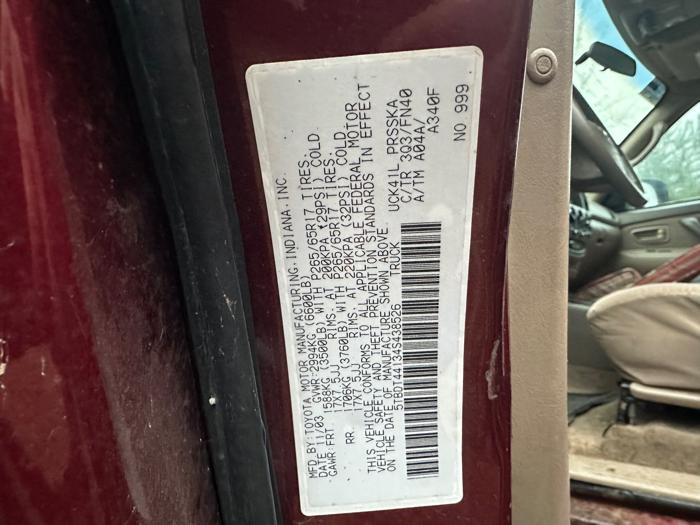 MFD.BY:TOYOTA MOTOR MANUFACTURING,INDIANA,INC.
DATE 11/03 GVWR:2994KG (6600LB)
GAWR:FRT. 1588KG (3500LB) WITH P265/65R17 TIRES,
17X7.5JJ RIMS, AT 200KPA (29PSI) COLD.
RR. 1706KG (3760LB) WITH P265/65R17 TIRES,
17X7.5JJ RIMS, AT 220KPA (32PSI) COLD.
THIS VEHICLE CONFORMS TO ALL APPLICABLE FEDERAL MOTOR
VEHICLE SAFETY AND THEFT PREVENTION STANDARDS IN EFFECT
ON THE DATE OF MANUFACTURE SHOWN ABOVE.
5TBDT44134S438526 TRUCK
UCK41L PRSSKA
C/TR 3Q3/FN40
A/TM A04A/
A340F
NO 999